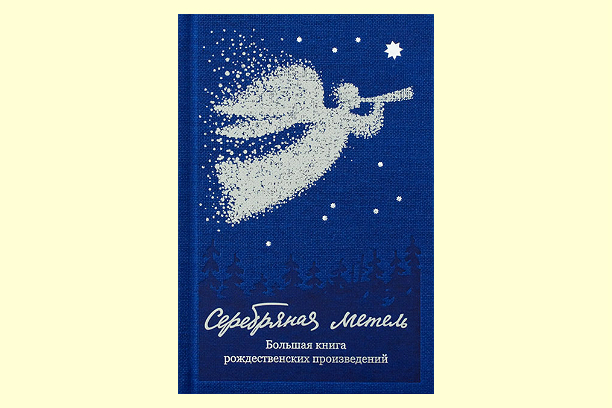 Серебряная метель
Большая книга
рождественских произведений